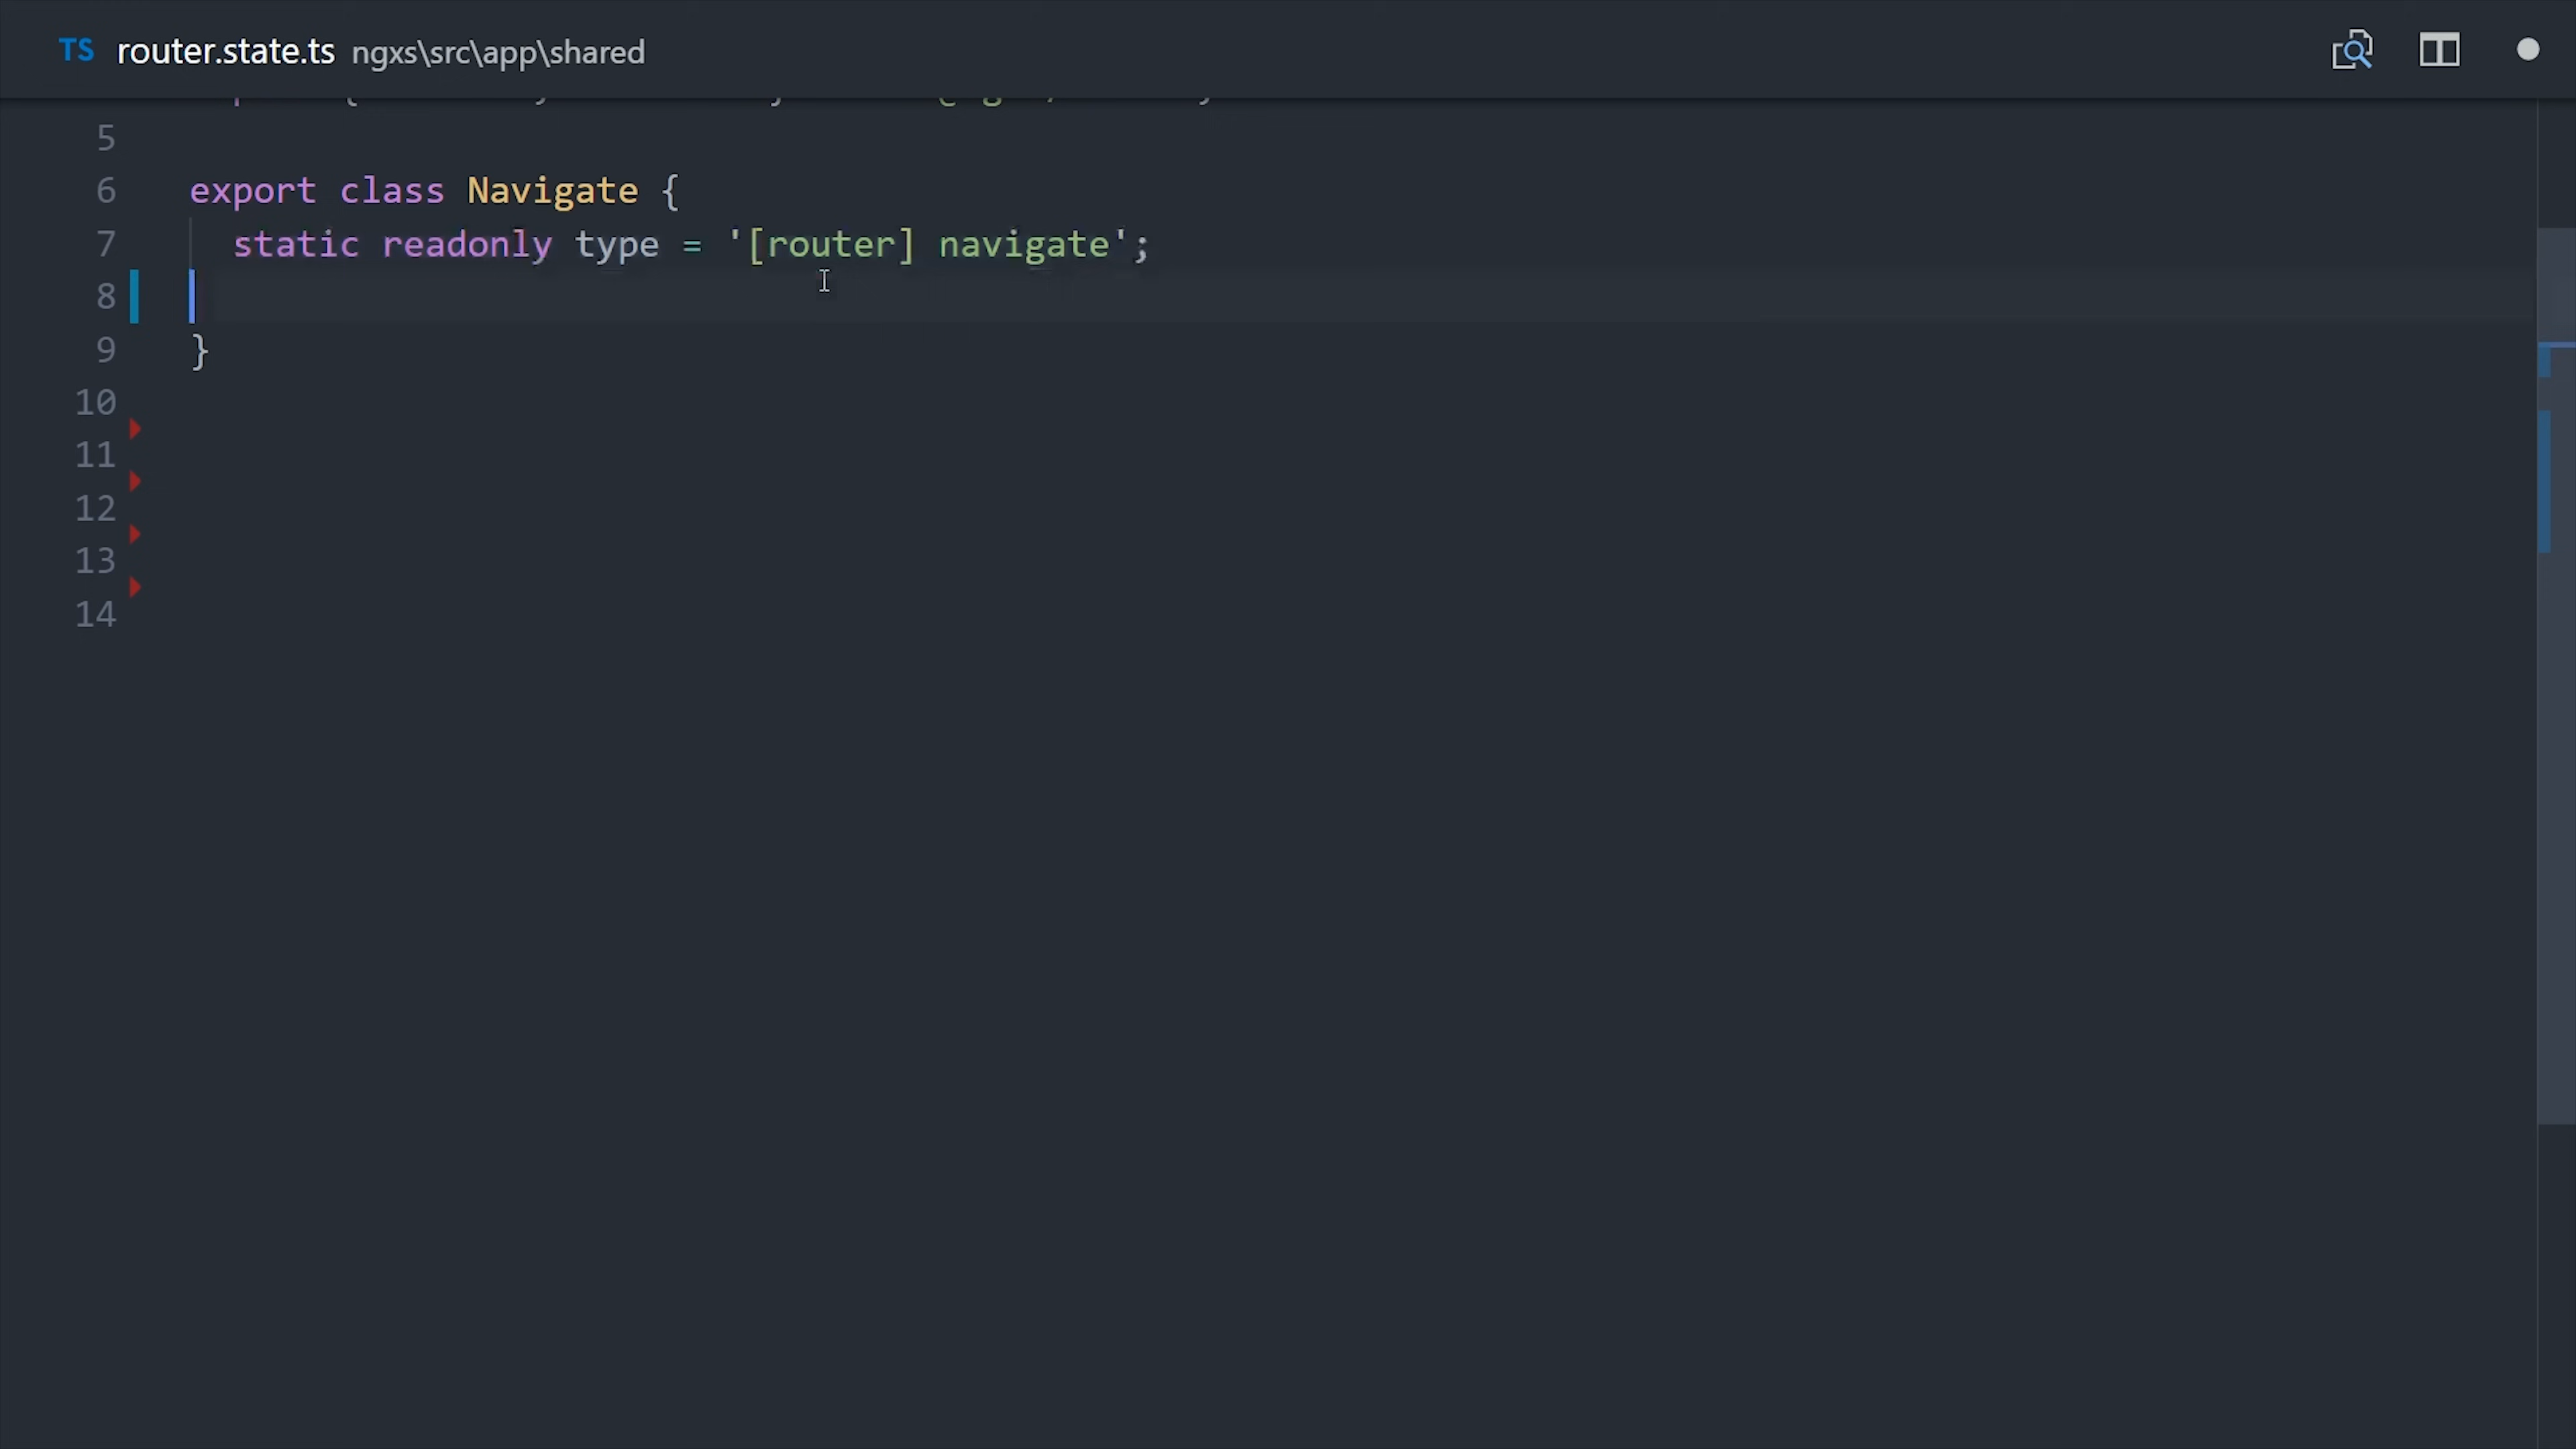 TS router.state.ts ngxs\src\app\shared
5
6 export class Navigate {
7 static readonly type = '[router] navigate';
8
9 }
10
11
12
13
14